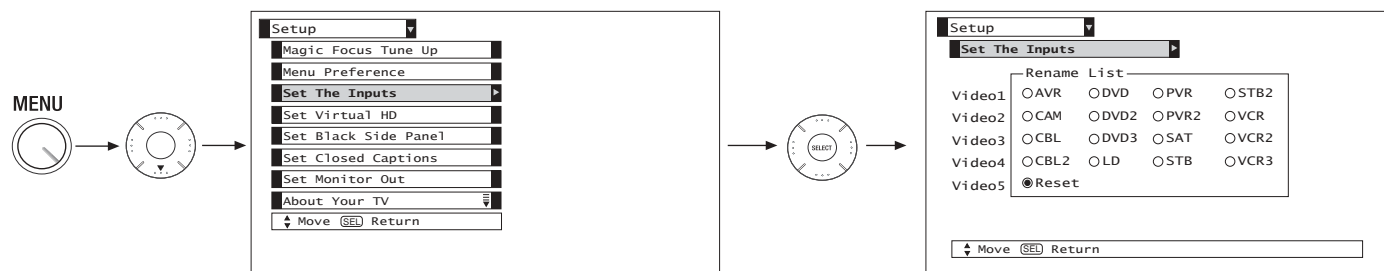 MENU
Setup
Magic Focus Tune Up
Menu Preference
Set The Inputs
Set Virtual HD
Set Black Side Panel
Set Closed Captions
Set Monitor Out
About Your TV
Move SEL Return
SELECT
Setup
Set The Inputs
Rename List
Video1 AVR DVD PVR STB2
Video2 CAM DVD2 PVR2 VCR
Video3 CBL DVD3 SAT VCR2
Video4 CBL2 LD STB VCR3
Video5 Reset
Move SEL Return